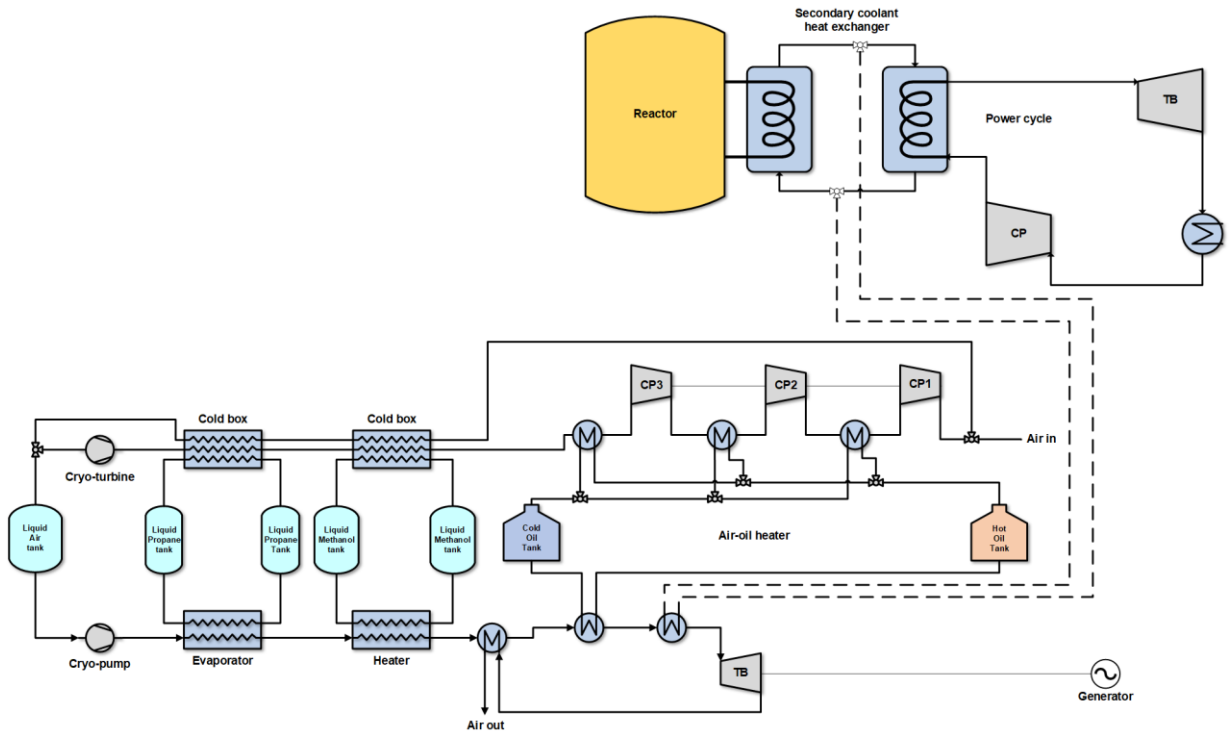 Secondary coolant
heat exchanger
Reactor
TB
Power cycle
CP
CP3
CP2
CP1
Cold box
Cold box
Air in
Cryo-turbine
Liquid
Air
tank
Liquid
Propane
tank
Liquid
Propane
Tank
Liquid
Methanol
tank
Liquid
Methanol
tank
Cold
Oil
Tank
Air-oil heater
Hot
Oil
Tank
Cryo-pump
Evaporator
Heater
TB
Generator
Air out